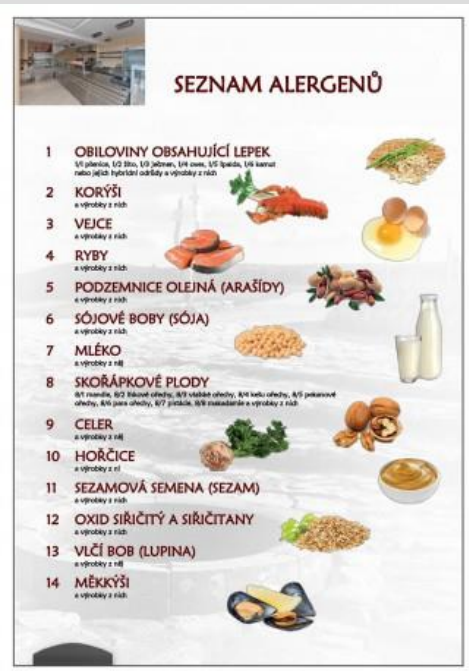 SEZNAM ALERGENŮ
1 OBILOVINY OBSAHUJÍCÍ LEPEK
1/1 pšenice, 1/2 žito, 1/3 ječmen, 1/4 oves, 1/5 špalda, 1/6 kamut
nebo jejich hybridní odrůdy a výrobky z nich
2 KORÝŠI
a výrobky z nich
3 VEJCE
a výrobky z nich
4 RYBY
a výrobky z nich
5 PODZEMNICE OLEJNÁ (ARAŠÍDY)
a výrobky z nich
6 SÓJOVÉ BOBY (SÓJA)
a výrobky z nich
7 MLÉKO
a výrobky z něj
8 SKOŘÁPKOVÉ PLODY
8/1 mandle, 8/2 lískové ořechy, 8/3 vlašské ořechy, 8/4 kešu ořechy, 8/5 pekanové
ořechy, 8/6 para ořechy, 8/7 pistácie, 8/8 makadamie a výrobky z nich
9 CELER
a výrobky z něj
10 HOŘČICE
a výrobky z ní
11 SEZAMOVÁ SEMENA (SEZAM)
a výrobky z nich
12 OXID SIŘIČITÝ A SIŘIČITANY
a výrobky z nich
13 VLČÍ BOB (LUPINA)
a výrobky z něj
14 MĚKKÝŠI
a výrobky z nich